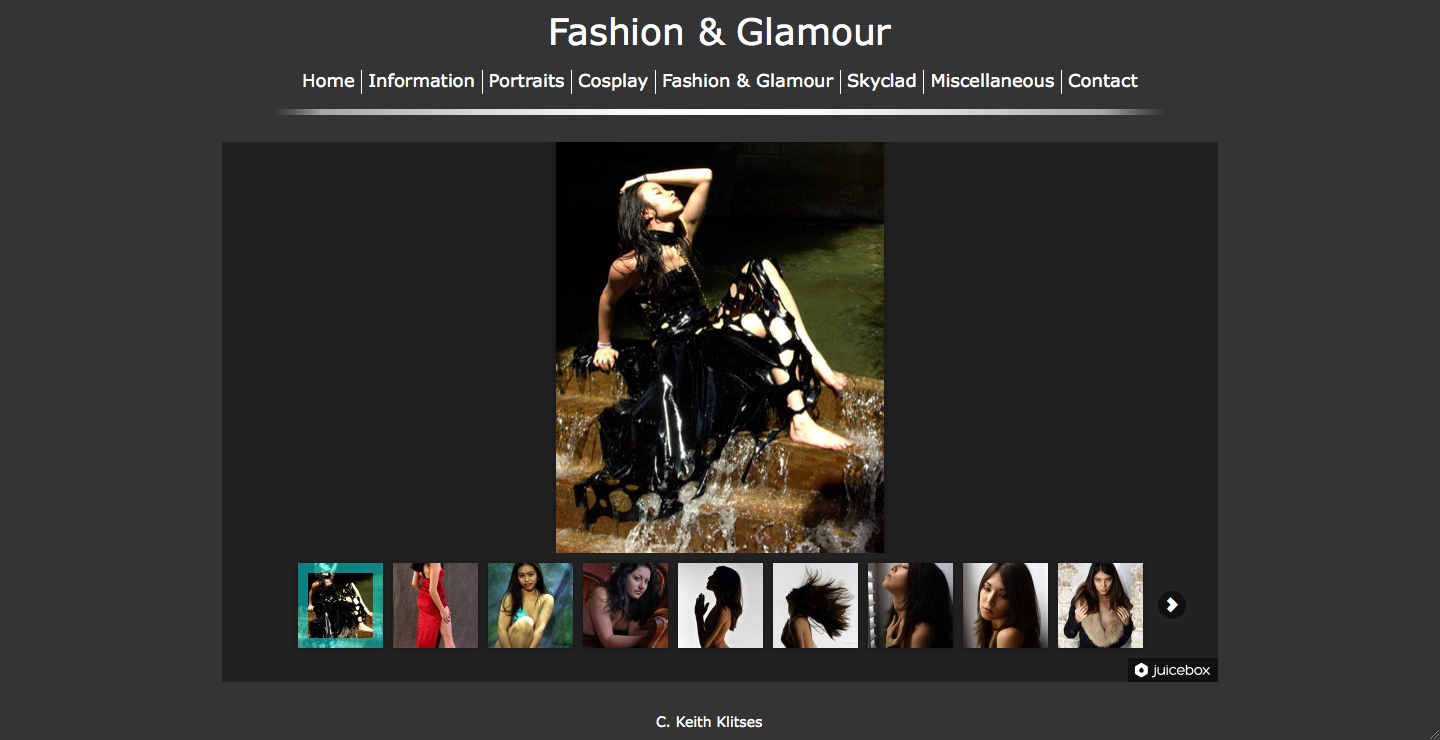 Fashion & Glamour
Home Information Portraits Cosplay Fashion & Glamour Skyclad Miscellaneous Contact
juicebox
C. Keith Klitses